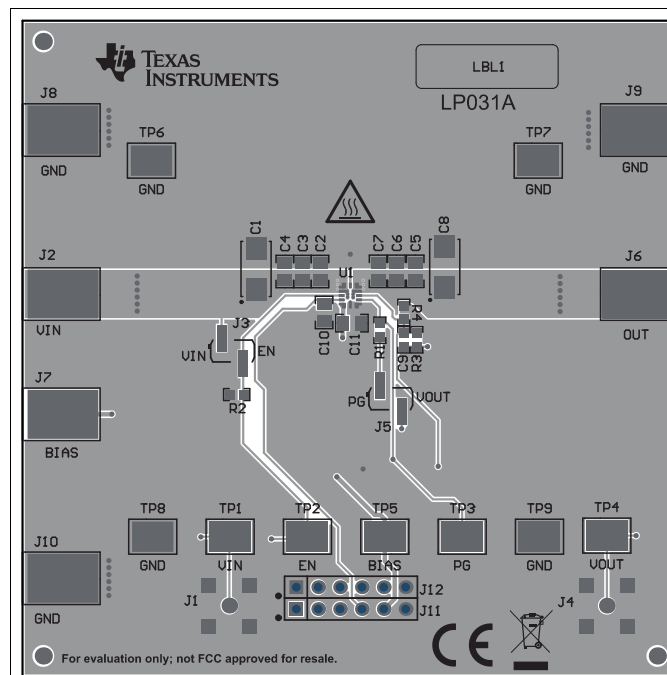 TEXAS
INSTRUMENTS
LBL1
LP031A
J8
J9
TP6
TP7
GND
GND
GND
GND
C1
C4
C3
C2
C7
C6
C5
C8
J2
J6
U1
VIN
OUT
J3
C10
C11
R1
R4
C9
R3
VIN
EN
J7
R2
PG
VOUT
J5
BIAS
TP8
TP1
TP2
TP5
TP3
TP9
TP4
J10
GND
VIN
EN
BIAS
PG
GND
VOUT
J12
J1
J11
J4
GND
CE
For evaluation only; not FCC approved for resale.